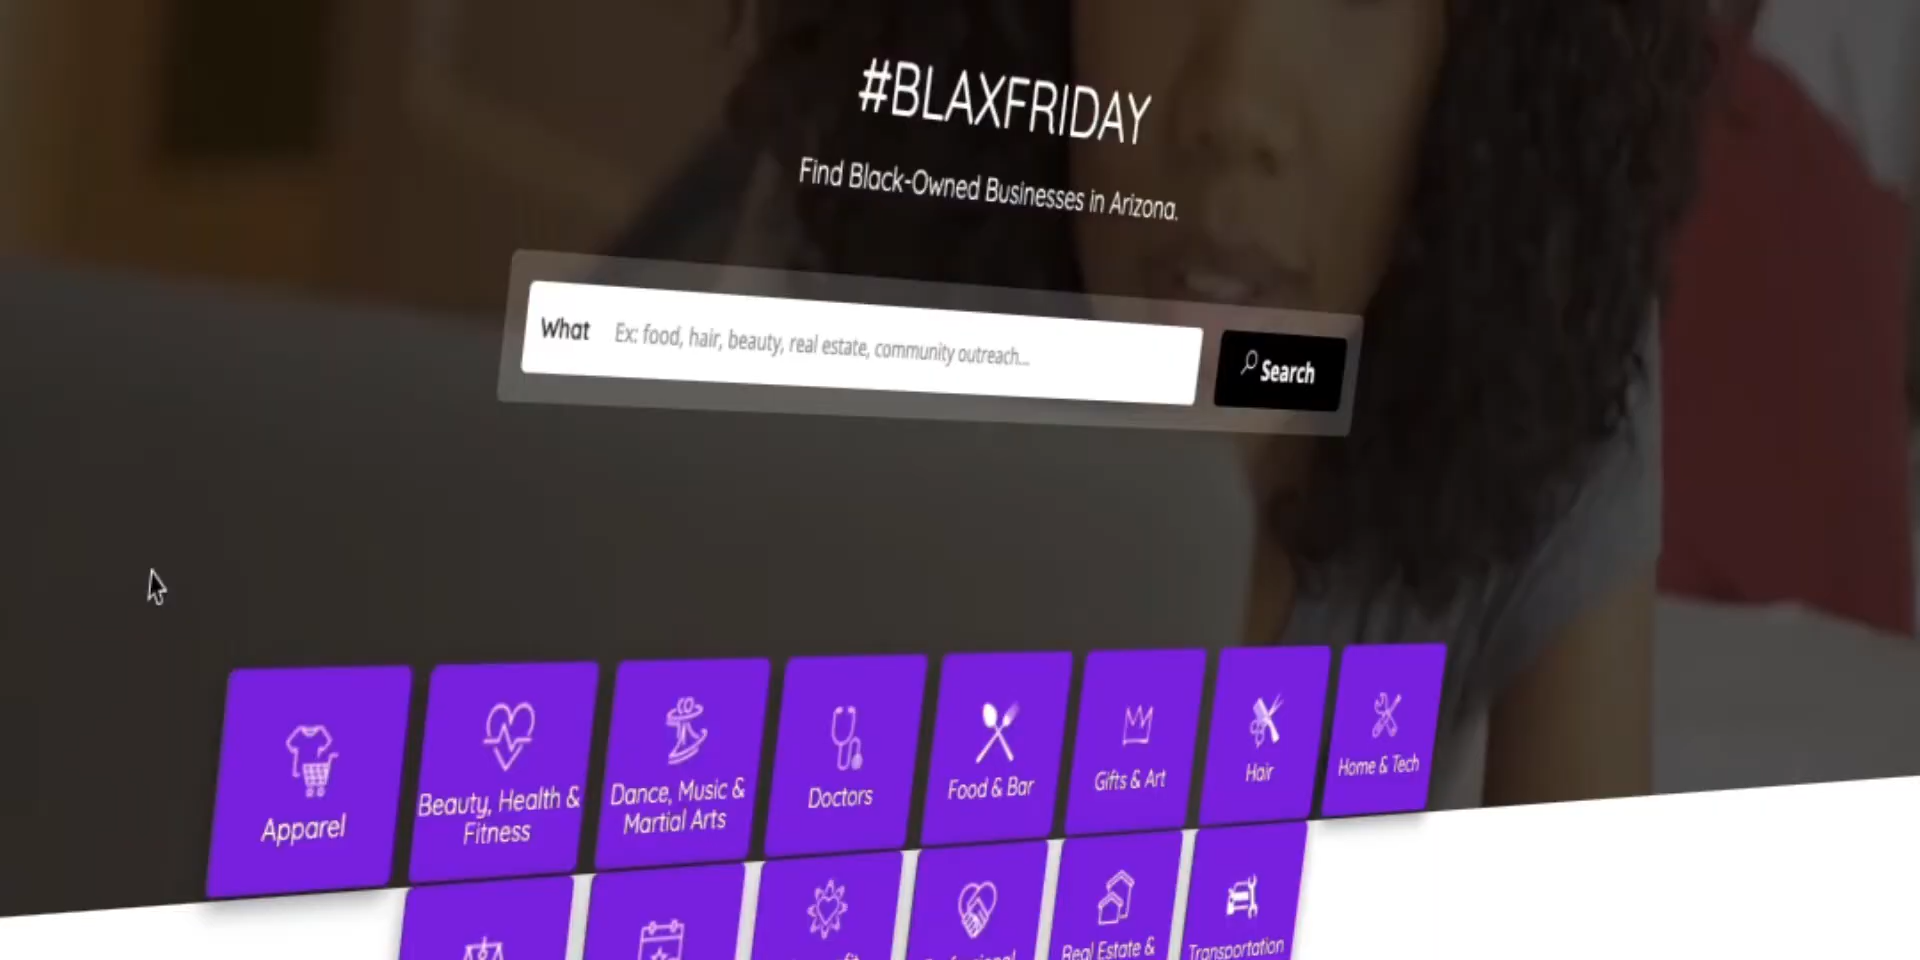 #BLAXFRIDAY
Find Black-Owned Businesses in Arizona.
What
Ex: food, hair, beauty, real estate, community outreach...
Search
Apparel
Beauty, Health &
Fitness
Dance, Music &
Martial Arts
Doctors
Food & Bar
Gifts & Art
Hair
Home & Tech
Real Estate &
Transportation